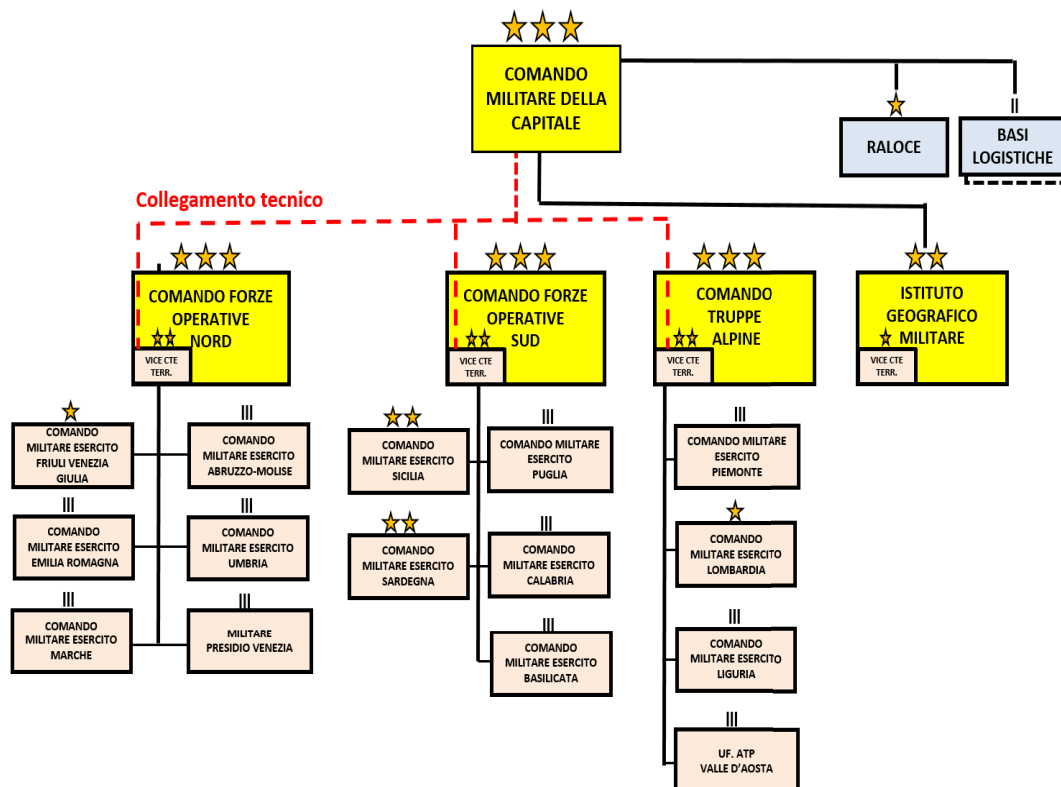 COMANDO
MILITARE DELLA
CAPITALE
RALOCE
||
BASI
LOGISTICHE
Collegamento tecnico
COMANDO FORZE
OPERATIVE
NORD
VICE CTE
TERR.
COMANDO FORZE
OPERATIVE
SUD
VICE CTE
TERR.
COMANDO
TRUPPE
ALPINE
VICE CTE
TERR.
ISTITUTO
GEOGRAFICO
MILITARE
VICE CTE
TERR.
COMANDO
MILITARE ESERCITO
FRIULI VENEZIA
GIULIA
|||
COMANDO
MILITARE ESERCITO
ABRUZZO-MOLISE
|||
COMANDO
MILITARE ESERCITO
EMILIA ROMAGNA
|||
COMANDO
MILITARE ESERCITO
UMBRIA
|||
COMANDO
MILITARE ESERCITO
MARCHE
|||
MILITARE
PRESIDIO VENEZIA
COMANDO
MILITARE ESERCITO
SICILIA
|||
COMANDO MILITARE
ESERCITO
PUGLIA
COMANDO
MILITARE ESERCITO
SARDEGNA
|||
COMANDO
MILITARE ESERCITO
CALABRIA
|||
COMANDO
MILITARE ESERCITO
BASILICATA
|||
COMANDO MILITARE
ESERCITO
PIEMONTE
COMANDO
MILITARE ESERCITO
LOMBARDIA
|||
COMANDO
MILITARE ESERCITO
LIGURIA
|||
UF. ATP
VALLE D'AOSTA